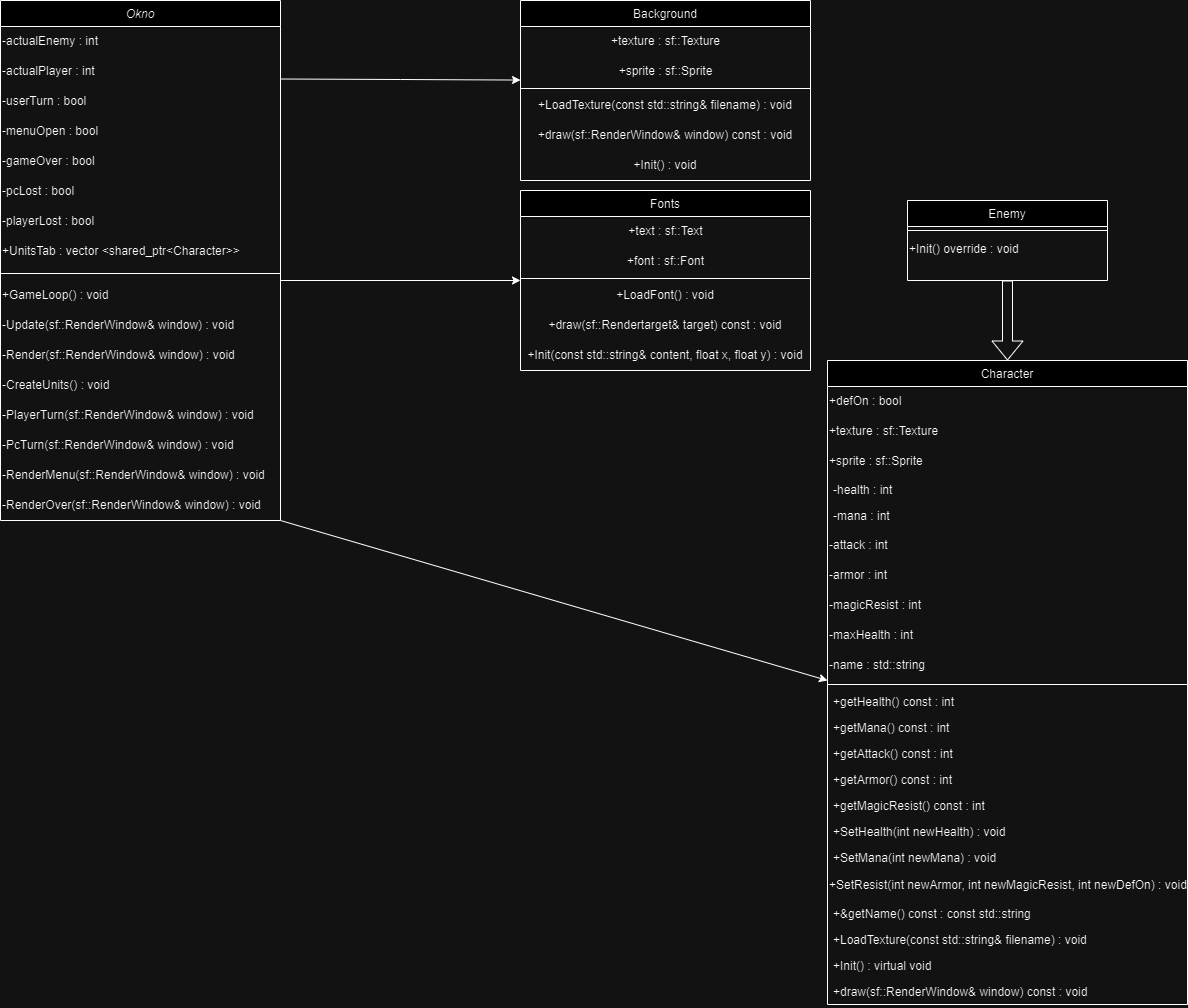 Okno
-actualEnemy : int
-actualPlayer : int
-userTurn : bool
-menuOpen : bool
-gameOver : bool
-pcLost : bool
-playerLost : bool
+UnitsTab : vector <shared_ptr<Character>>
+GameLoop() : void
-Update(sf::RenderWindow& window) : void
-Render(sf::RenderWindow& window) : void
-CreateUnits() : void
-PlayerTurn(sf::RenderWindow& window) : void
-PcTurn(sf::RenderWindow& window) : void
-RenderMenu(sf::RenderWindow& window) : void
-RenderOver(sf::RenderWindow& window) : void
Background
+texture : sf::Texture
+sprite : sf::Sprite
+LoadTexture(const std::string& filename) : void
+draw(sf::RenderWindow& window) const : void
+Init() : void
Fonts
+text : sf::Text
+font : sf::Font
+LoadFont() : void
+draw(sf::Rendertarget& target) const : void
+Init(const std::string& content, float x, float y) : void
Enemy
+Init() override : void
Character
+defOn : bool
+texture : sf::Texture
+sprite : sf::Sprite
-health : int
-mana : int
-attack : int
-armor : int
-magicResist : int
-maxHealth : int
-name : std::string
+getHealth() const : int
+getMana() const : int
+getAttack() const : int
+getArmor() const : int
+getMagicResist() const : int
+SetHealth(int newHealth) : void
+SetMana(int newMana) : void
+SetResist(int newArmor, int newMagicResist, int newDefOn) : void
+&getName() const : const std::string
+LoadTexture(const std::string& filename) : void
+Init() : virtual void
+draw(sf::RenderWindow& window) const : void